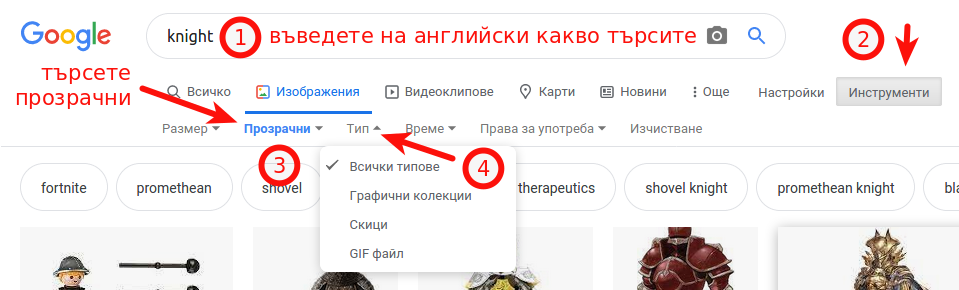 Google
knight 1 въведете на английски какво търсите
2
търсете
прозрачни
Всичко Изображения Видеоклипове Карти Новини Още Настройки Инструменти
Размер Прозрачни Тип Време Права за употреба Изчистване
3
4
Всички типове
Графични колекции
Скици
GIF файл
fortnite promethean shovel therapeutics shovel knight promethean knight bla